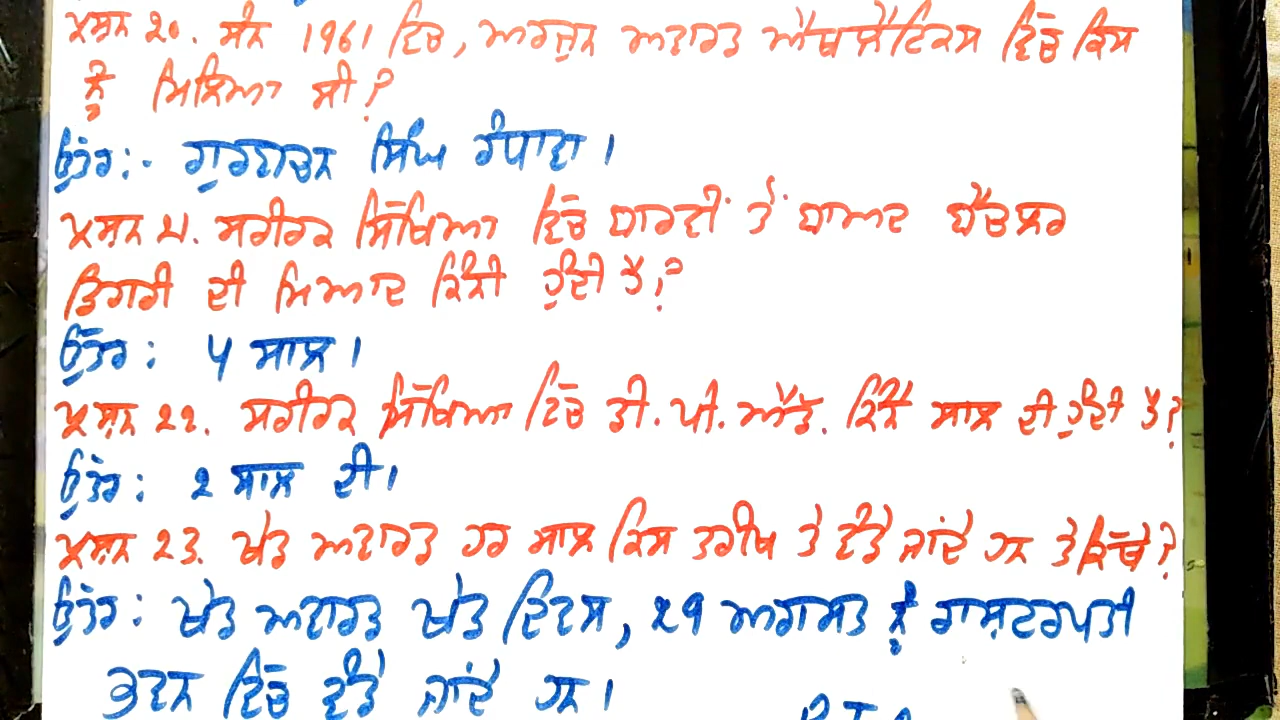 ਪ੍ਰਸ਼ਨ 20. ਸੰਨ 1961 ਵਿਚ, ਅਰਜੁਨ ਅਵਾਰਡ ਐਥਲੈਟਿਕਸ ਵਿੱਚ ਕਿਸ
ਨੂੰ ਮਿਲਿਆ ਸੀ?
ਉੱਤਰ:- ਗੁਰਬਚਨ ਸਿੰਘ ਰੰਧਾਵਾ।
ਪ੍ਰਸ਼ਨ 21. ਸਰੀਰਕ ਸਿੱਖਿਆ ਵਿੱਚ ਬਾਰਵੀਂ ਤੋਂ ਬਾਅਦ ਬੈਚਲਰ
ਡਿਗਰੀ ਦੀ ਮਿਆਦ ਕਿੰਨੀ ਹੁੰਦੀ ਹੈ?
ਉੱਤਰ: 4 ਸਾਲ।
ਪ੍ਰਸ਼ਨ 22. ਸਰੀਰਕ ਸਿੱਖਿਆ ਵਿੱਚ ਡੀ.ਪੀ.ਐੱਡ. ਕਿੰਨੇ ਸਾਲ ਦੀ ਹੁੰਦੀ ਹੈ?
ਉੱਤਰ: 2 ਸਾਲ ਦੀ।
ਪ੍ਰਸ਼ਨ 23. ਖੇਡ ਅਵਾਰਡ ਹਰ ਸਾਲ ਕਿਸ ਤਰੀਖ ਤੇ ਦਿੱਤੇ ਜਾਂਦੇ ਹਨ ਤੇ ਕਿੱਥੇ?
ਉੱਤਰ: ਖੇਡ ਅਵਾਰਡ ਖੇਡ ਦਿਵਸ, 29 ਅਗਸਤ ਨੂੰ ਰਾਸ਼ਟਰਪਤੀ
ਭਵਨ ਵਿੱਚ ਦਿੱਤੇ ਜਾਂਦੇ ਹਨ।